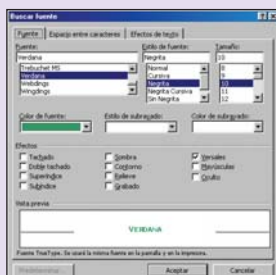 Buscar fuente
Fuente Espacio entre caracteres Efectos de texto
Fuente: Estilo de fuente: Tamaño:
Verdana Negrita 10
Trebuchet MS Normal 8
Verdana Cursiva 9
Webdings Negrita 10
Wingdings Negrita Cursiva 11
Sin Negrita 12
Color de fuente: Estilo de subrayado: Color de subrayado:
Efectos
Tachado Sombra Versales
Doble tachado Contorno Mayúsculas
Superíndice Relieve Oculto
Subíndice Grabado
Vista previa
VERDANA
Fuente TrueType. Se usará la misma fuente en la pantalla y en la impresora.
Predeterminar... Aceptar Cancelar